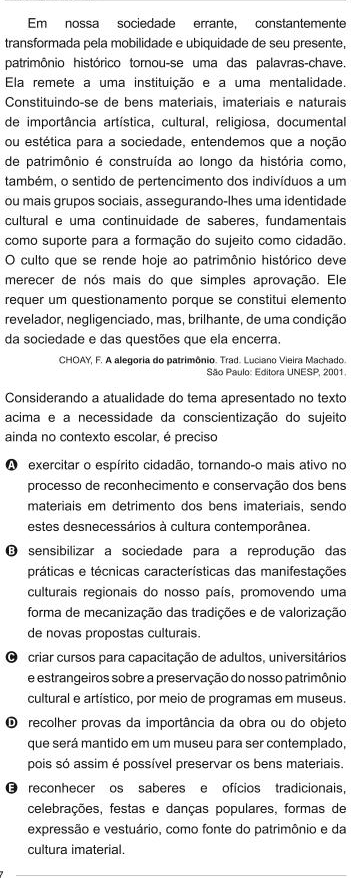 Em nossa sociedade errante, constantemente
transformada pela mobilidade e ubiquidade de seu presente,
patrimônio histórico tornou-se uma das palavras-chave.
Ela remete a uma instituição e a uma mentalidade.
Constituindo-se de bens materiais, imateriais e naturais
de importância artística, cultural, religiosa, documental
ou estética para a sociedade, entendemos que a noção
de patrimônio é construída ao longo da história como,
também, o sentido de pertencimento dos indivíduos a um
ou mais grupos sociais, assegurando-lhes uma identidade
cultural e uma continuidade de saberes, fundamentais
como suporte para a formação do sujeito como cidadão.
O culto que se rende hoje ao patrimônio histórico deve
merecer de nós mais do que simples aprovação. Ele
requer um questionamento porque se constitui elemento
revelador, negligenciado, mas, brilhante, de uma condição
da sociedade e das questões que ela encerra.
CHOAY, F. A alegoria do patrimônio. Trad. Luciano Vieira Machado.
São Paulo: Editora UNESP, 2001.
Considerando a atualidade do tema apresentado no texto
acima e a necessidade da conscientização do sujeito
ainda no contexto escolar, é preciso
A exercitar o espírito cidadão, tornando-o mais ativo no
processo de reconhecimento e conservação dos bens
materiais em detrimento dos bens imateriais, sendo
estes desnecessários à cultura contemporânea.
B sensibilizar a sociedade para a reprodução das
práticas e técnicas características das manifestações
culturais regionais do nosso país, promovendo uma
forma de mecanização das tradições e de valorização
de novas propostas culturais.
C criar cursos para capacitação de adultos, universitários
e estrangeiros sobre a preservação do nosso patrimônio
cultural e artístico, por meio de programas em museus.
D recolher provas da importância da obra ou do objeto
que será mantido em um museu para ser contemplado,
pois só assim é possível preservar os bens materiais.
E reconhecer os saberes e ofícios tradicionais,
celebrações, festas e danças populares, formas de
expressão e vestuário, como fonte do patrimônio e da
cultura imaterial.